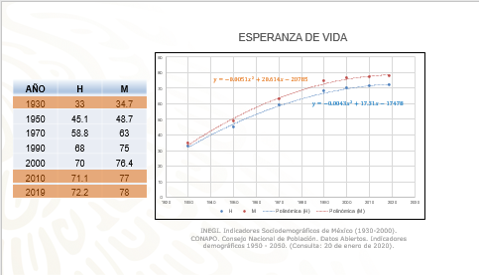 ESPERANZA DE VIDA
AÑO H M
1930 33 34.7
1950 45.1 48.7
1970 58.8 63
1990 68 75
2000 70 76.4
2010 71.1 77
2019 72.2 78
H M Polinómica (H) Polinómica (M)
INEGI. Indicadores Sociodemográficos de México (1930-2000).
CONAPO. Consejo Nacional de Población. Datos Abiertos. Indicadores
demográficos 1950 - 2050. (Consulta: 20 de enero de 2020).